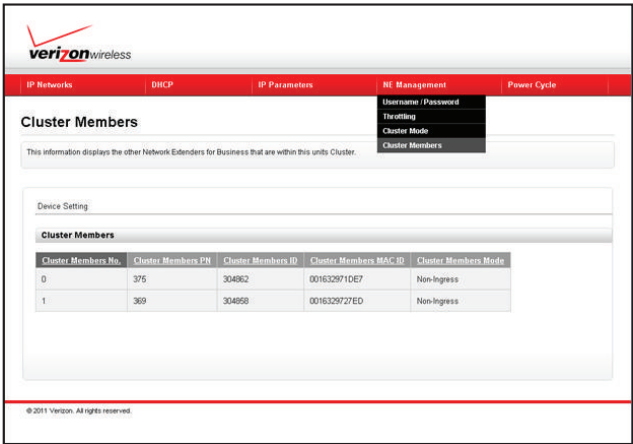 verizonwireless
IP Networks DHCP IP Parameters NE Management Power Cycle
Username / Password
Throttling
Cluster Mode
Cluster Members
Cluster Members
This information displays the other Network Extenders for Business that are within this units Cluster.
Device Setting
Cluster Members
Cluster Members No. Cluster Members PN Cluster Members ID Cluster Members MAC ID Cluster Members Mode
0 375 304862 001632971DE7 Non-Ingress
1 369 304858 0016329727ED Non-Ingress
© 2011 Verizon. All rights reserved.